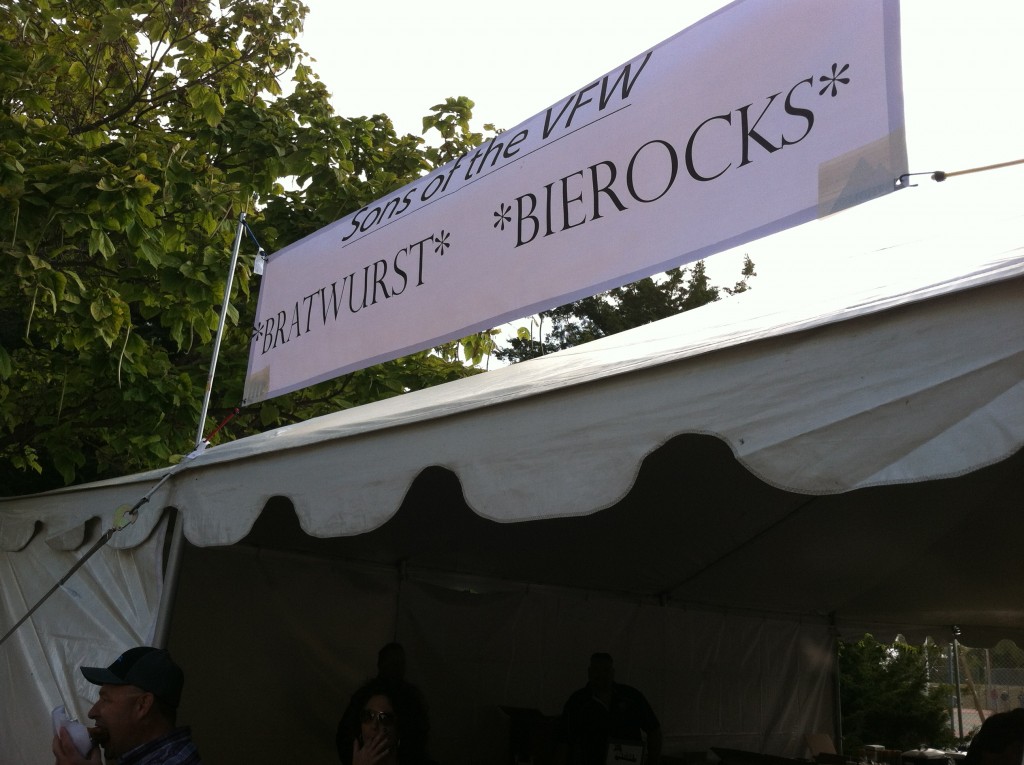 Sons of the VFW
*BRATWURST* *BIEROCKS*